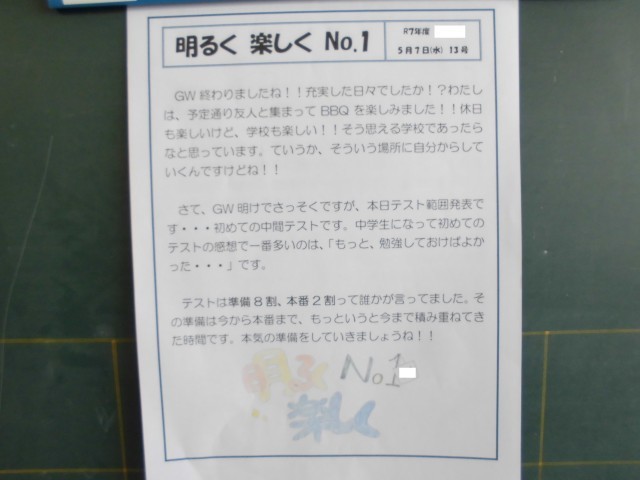 明るく 楽しく No.1
R7年度
5月7日(水) 13号
GW 終わりましたね！！充実した日々でしたか！？わたし
は、予定通り友人と集まって BBQ を楽しみました！！休日
も楽しいけど、学校も楽しい！！そう思える学校であったら
なと思っています。ていうか、そういう場所に自分からして
いくんですけどね！！
さて、GW 明けでさっそくですが、本日テスト範囲発表で
す・・・初めての中間テストです。中学生になって初めての
テストの感想で一番多いのは、「もっと、勉強しておけばよか
った・・・」です。
テストは準備８割、本番２割って誰かが言ってました。そ
の準備は今から本番まで、もっというと今まで積み重ねてき
た時間です。本気の準備をしていきましょうね！！
明るく No.1
楽しく